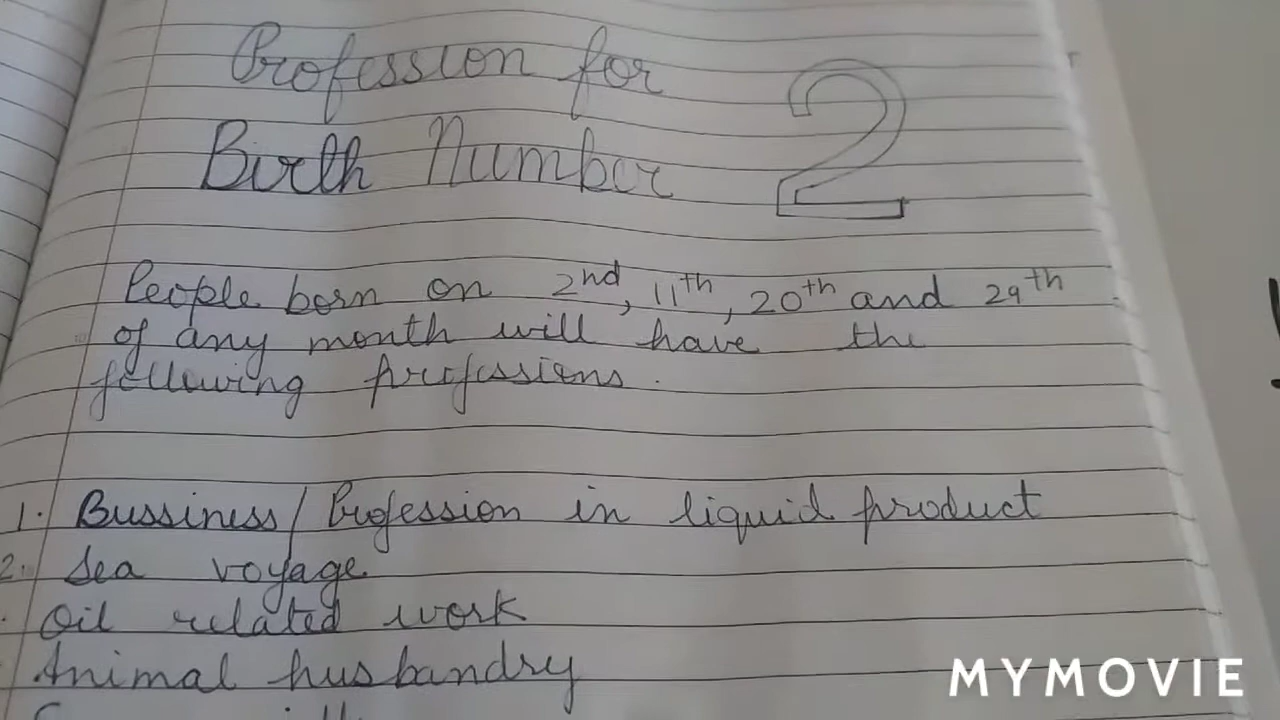 Profession for
Birth Number 2
People born on 2nd, 11th, 20th and 29th
of any month will have the
following professions.
1. Bussiness/Profession in liquid product
2. Sea voyage
Oil related work
Animal husbandry
MYMOVIE